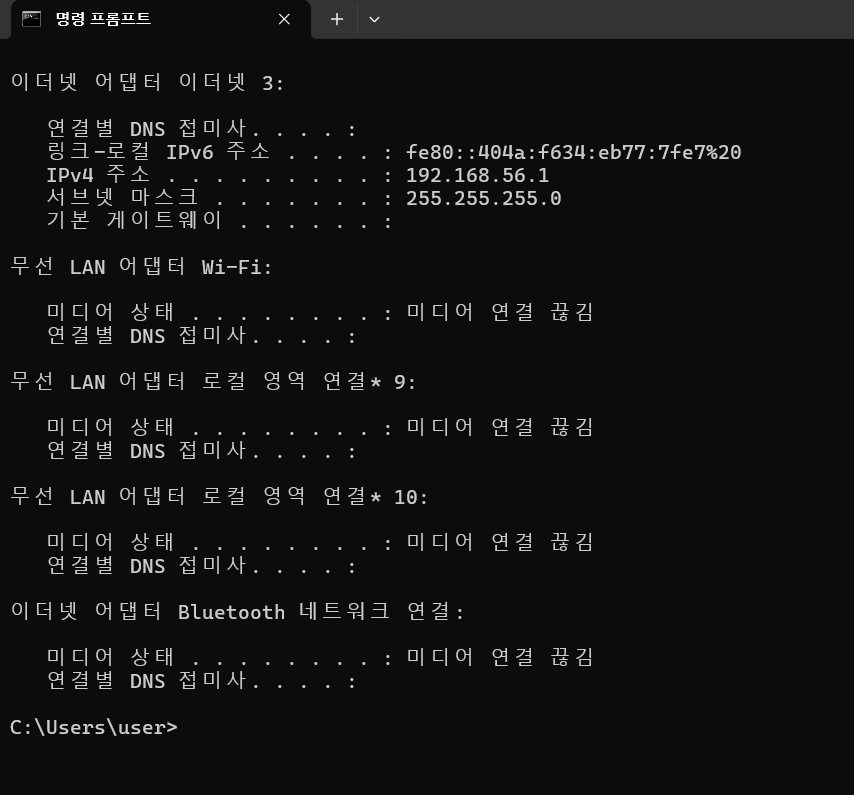 명령 프롬프트
이더넷 어댑터 이더넷 3:
연결별 DNS 접미사. . . . :
링크-로컬 IPv6 주소 . . . . : fe80::404a:f634:eb77:7fe7%20
IPv4 주소 . . . . . . . . . : 192.168.56.1
서브넷 마스크 . . . . . . . : 255.255.255.0
기본 게이트웨이 . . . . . . :
무선 LAN 어댑터 Wi-Fi:
미디어 상태 . . . . . . . . : 미디어 연결 끊김
연결별 DNS 접미사. . . . :
무선 LAN 어댑터 로컬 영역 연결* 9:
미디어 상태 . . . . . . . . : 미디어 연결 끊김
연결별 DNS 접미사. . . . :
무선 LAN 어댑터 로컬 영역 연결* 10:
미디어 상태 . . . . . . . . : 미디어 연결 끊김
연결별 DNS 접미사. . . . :
이더넷 어댑터 Bluetooth 네트워크 연결:
미디어 상태 . . . . . . . . : 미디어 연결 끊김
연결별 DNS 접미사. . . . :
C:\Users\user>